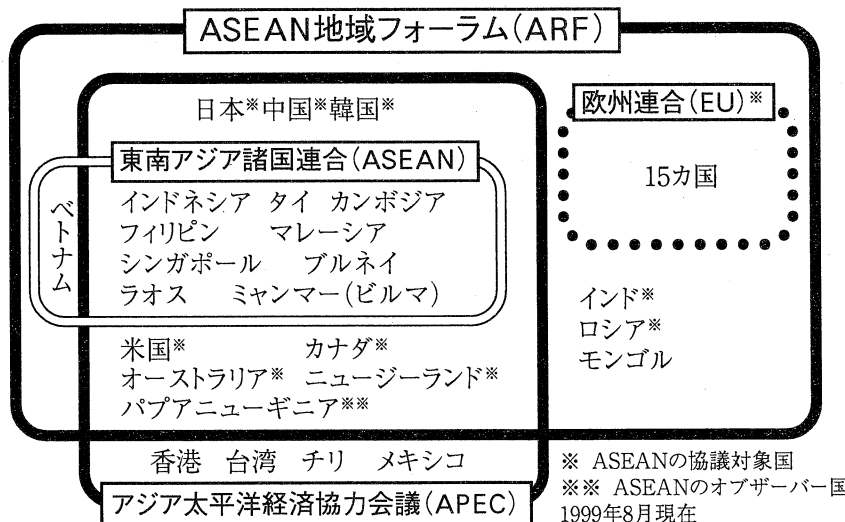 ASEAN地域フォーラム(ARF)
日本※中国※韓国※
欧州連合(EU)※
東南アジア諸国連合(ASEAN)
15カ国
ベトナム
インドネシア タイ カンボジア
フィリピン マレーシア
シンガポール ブルネイ
ラオス ミャンマー(ビルマ)
インド※
ロシア※
モンゴル
米国※ カナダ※
オーストラリア※ ニュージーランド※
パプアニューギニア※※
香港 台湾 チリ メキシコ
アジア太平洋経済協力会議(APEC)
※ ASEANの協議対象国
※※ ASEANのオブザーバー国
1999年8月現在